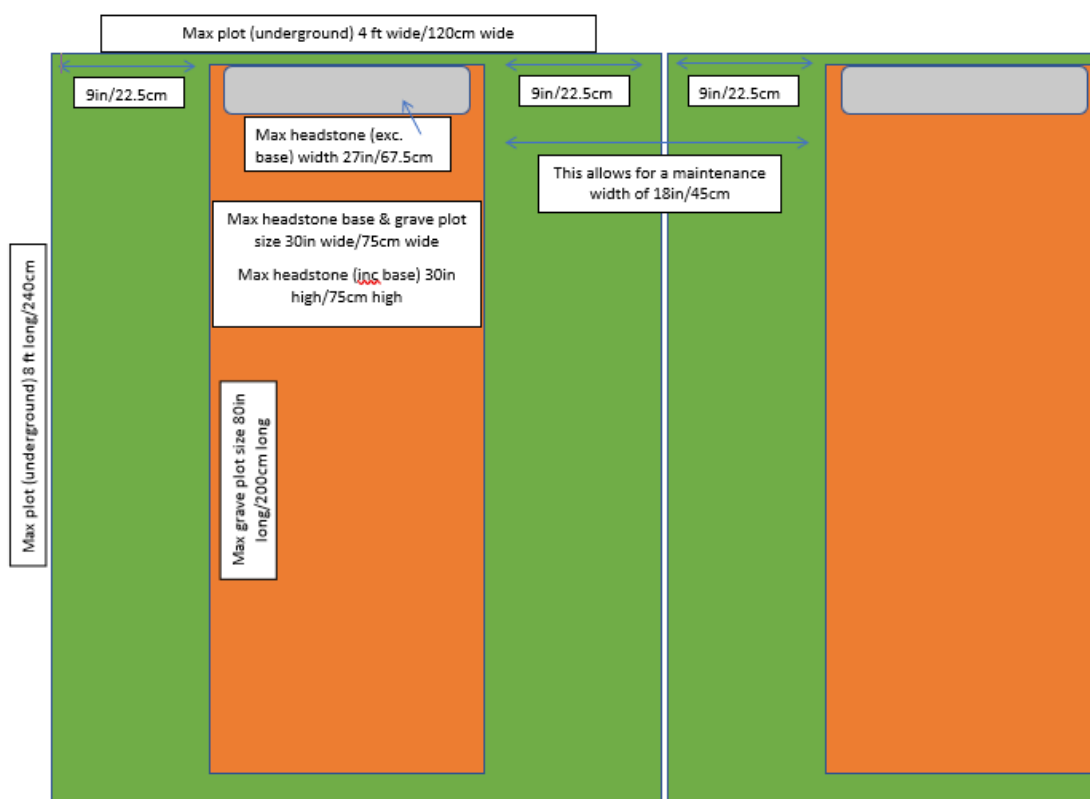 Max plot (underground) 4 ft wide/120cm wide
9in/22.5cm
9in/22.5cm
9in/22.5cm
Max headstone (exc.
base) width 27in/67.5cm
This allows for a maintenance
width of 18in/45cm
Max headstone base & grave plot
size 30in wide/75cm wide
Max headstone (inc base) 30in
high/75cm high
Max plot (underground) 8 ft long/240cm
Max grave plot size 80in
long/200cm long